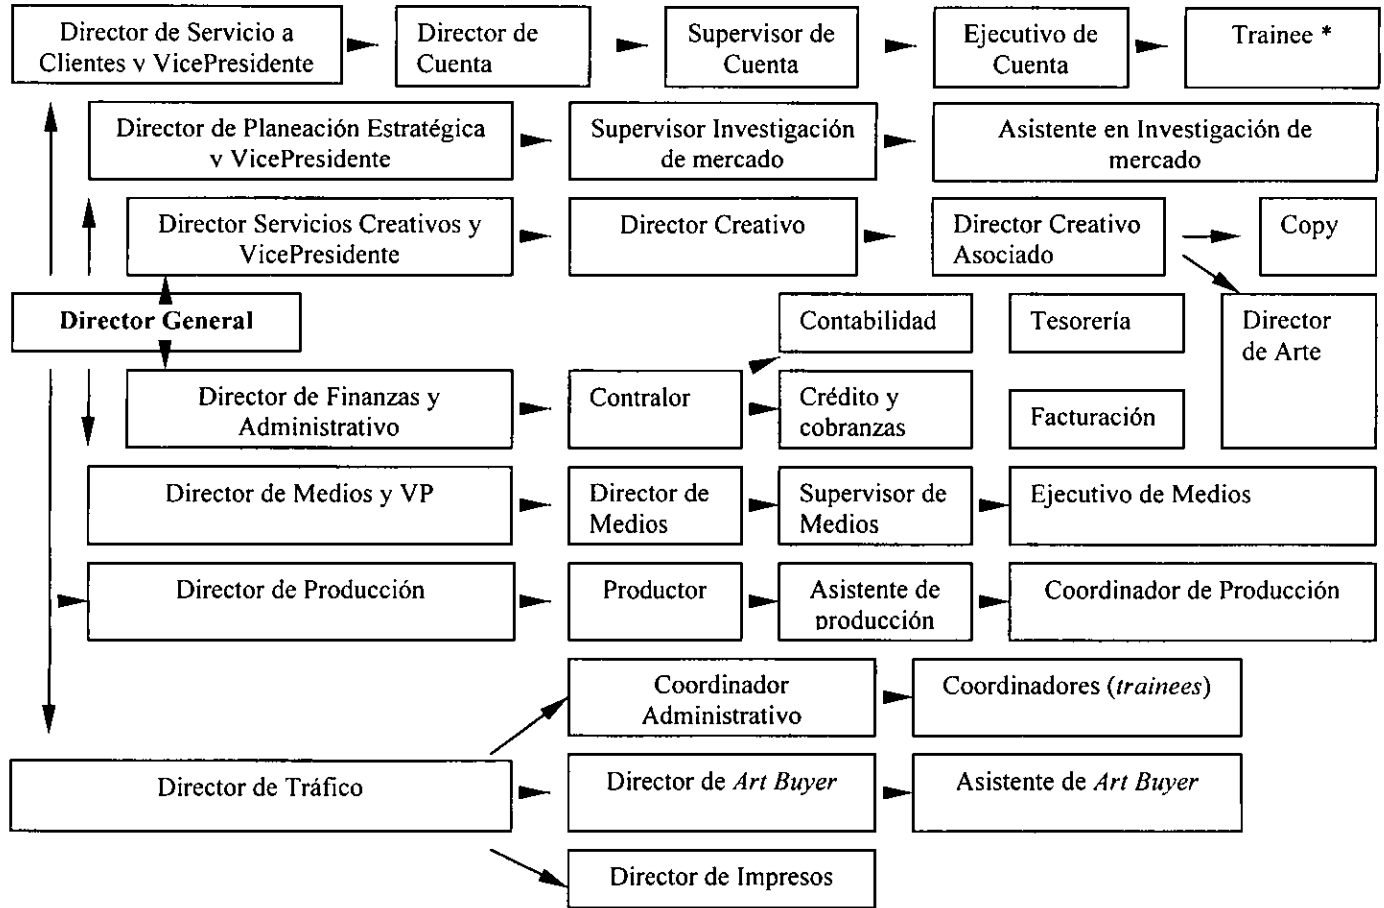 Director de Servicio a
Clientes v VicePresidente
Director de
Cuenta
Supervisor de
Cuenta
Ejecutivo de
Cuenta
Trainee *
Director de Planeación Estratégica
v VicePresidente
Supervisor Investigación
de mercado
Asistente en Investigación de
mercado
Director Servicios Creativos y
VicePresidente
Director Creativo
Director Creativo
Asociado
Copy
Director General
Contabilidad
Tesorería
Director
de Arte
Director de Finanzas y
Administrativo
Contralor
Crédito y
cobranzas
Facturación
Director de Medios y VP
Director de
Medios
Supervisor de
Medios
Ejecutivo de Medios
Director de Producción
Productor
Asistente de
producción
Coordinador de Producción
Coordinador
Administrativo
Coordinadores (trainees)
Director de Tráfico
Director de Art Buyer
Asistente de Art Buyer
Director de Impresos